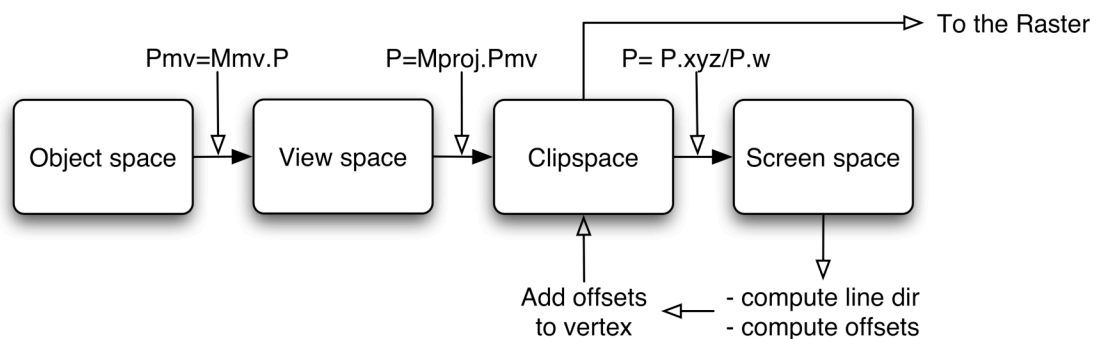 To the Raster
Pmv=Mmv.P
P=Mproj.Pmv
P= P.xyz/P.w
Object space
View space
Clipspace
Screen space
Add offsets
to vertex
- compute line dir
- compute offsets